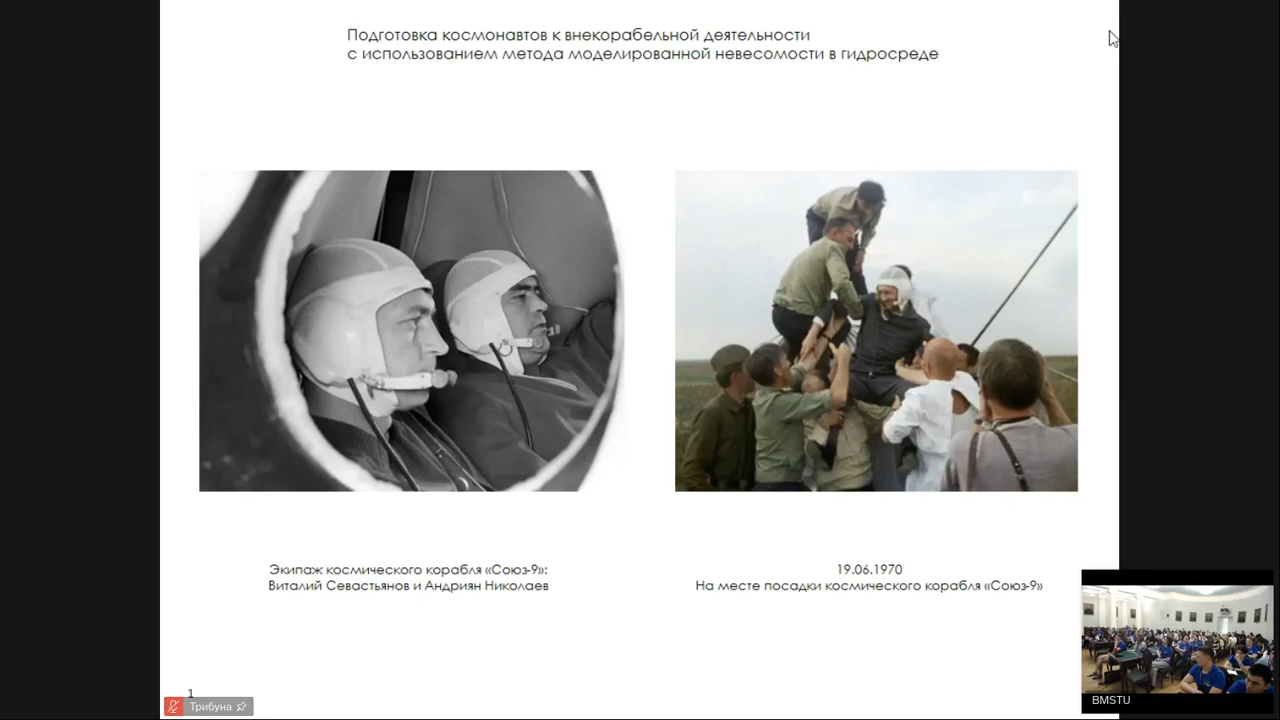 Подготовка космонавтов к внекорабельной деятельности
с использованием метода моделированной невесомости в гидросреде
Экипаж космического корабля «Союз-9»:
Виталий Севастьянов и Андриян Николаев
19.06.1970
На месте посадки космического корабля «Союз-9»
1
Трибуна
BMSTU